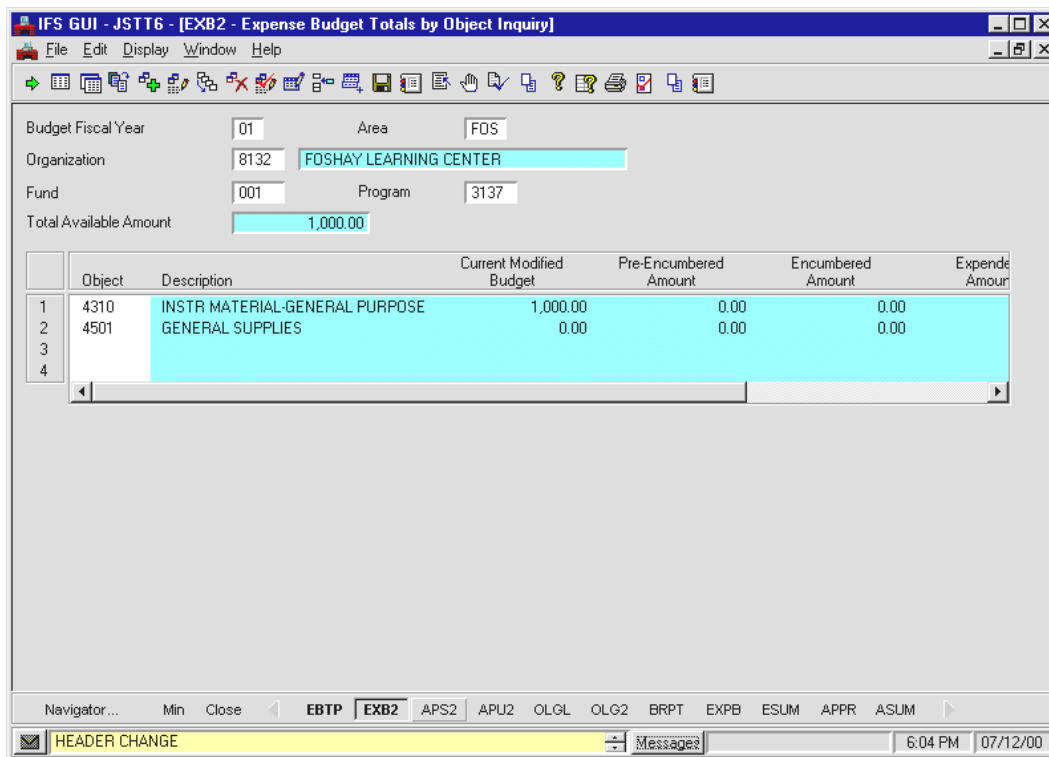 IFS GUI - JSTT6 - [EXB2 - Expense Budget Totals by Object Inquiry]
File Edit Display Window Help
Budget Fiscal Year 01 Area FOS
Organization 8132 FOSHAY LEARNING CENTER
Fund 001 Program 3137
Total Available Amount 1,000.00
Current Modified Pre-Encumbered Encumbered Expende
Object Description Budget Amount Amount Amour
1 4310 INSTR MATERIAL-GENERAL PURPOSE 1,000.00 0.00 0.00
2 4501 GENERAL SUPPLIES 0.00 0.00 0.00
3
4
Navigator... Min Close EBTP EXB2 APS2 APU2 OLGL OLG2 BRPT EXPB ESUM APPR ASUM
HEADER CHANGE Messages 6:04 PM 07/12/00